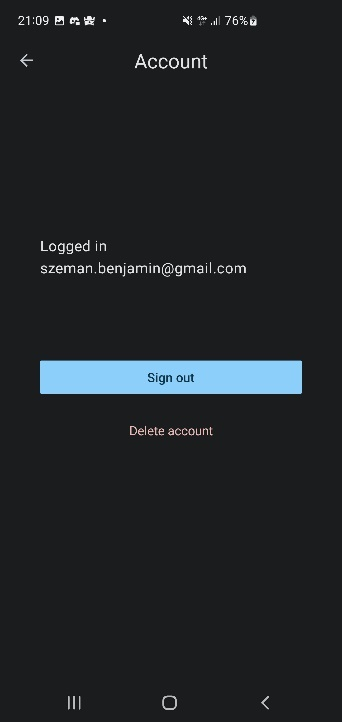 21:09 76%
Account
Logged in
szeman.benjamin@gmail.com
Sign out
Delete account